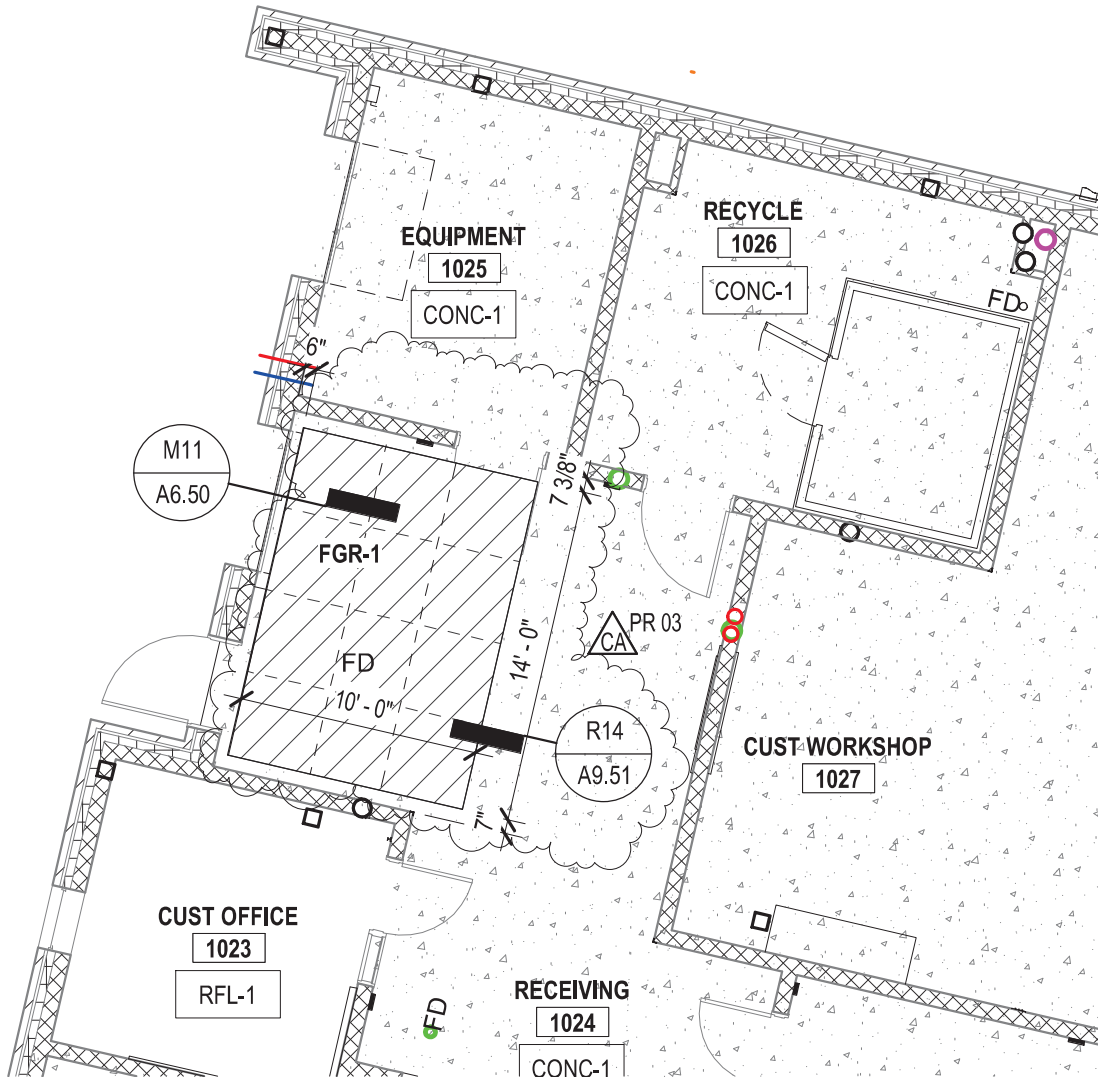 EQUIPMENT
1025
CONC-1
RECYCLE
1026
CONC-1
FD
6"
M11
A6.50
7 3/8"
FGR-1
PR 03
CA
14' - 0"
FD
10' - 0"
R14
A9.51
CUST WORKSHOP
1027
7"
CUST OFFICE
1023
RFL-1
RECEIVING
1024
CONC-1
FD